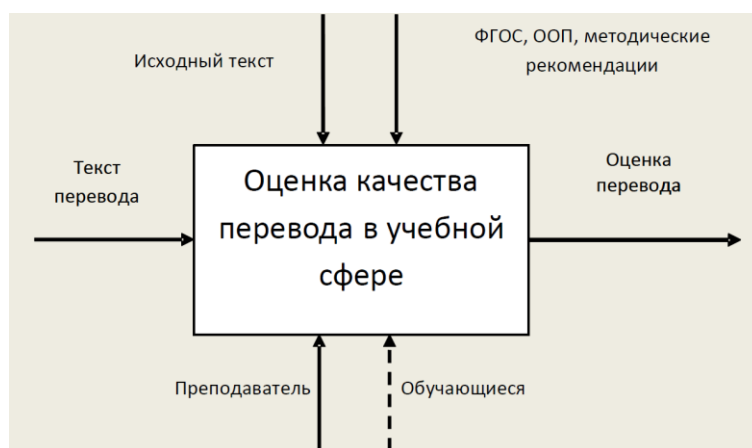 Исходный текст
ФГОС, ООП, методические
рекомендации
Текст
перевода
Оценка качества
перевода в учебной
сфере
Оценка
перевода
Преподаватель
Обучающиеся